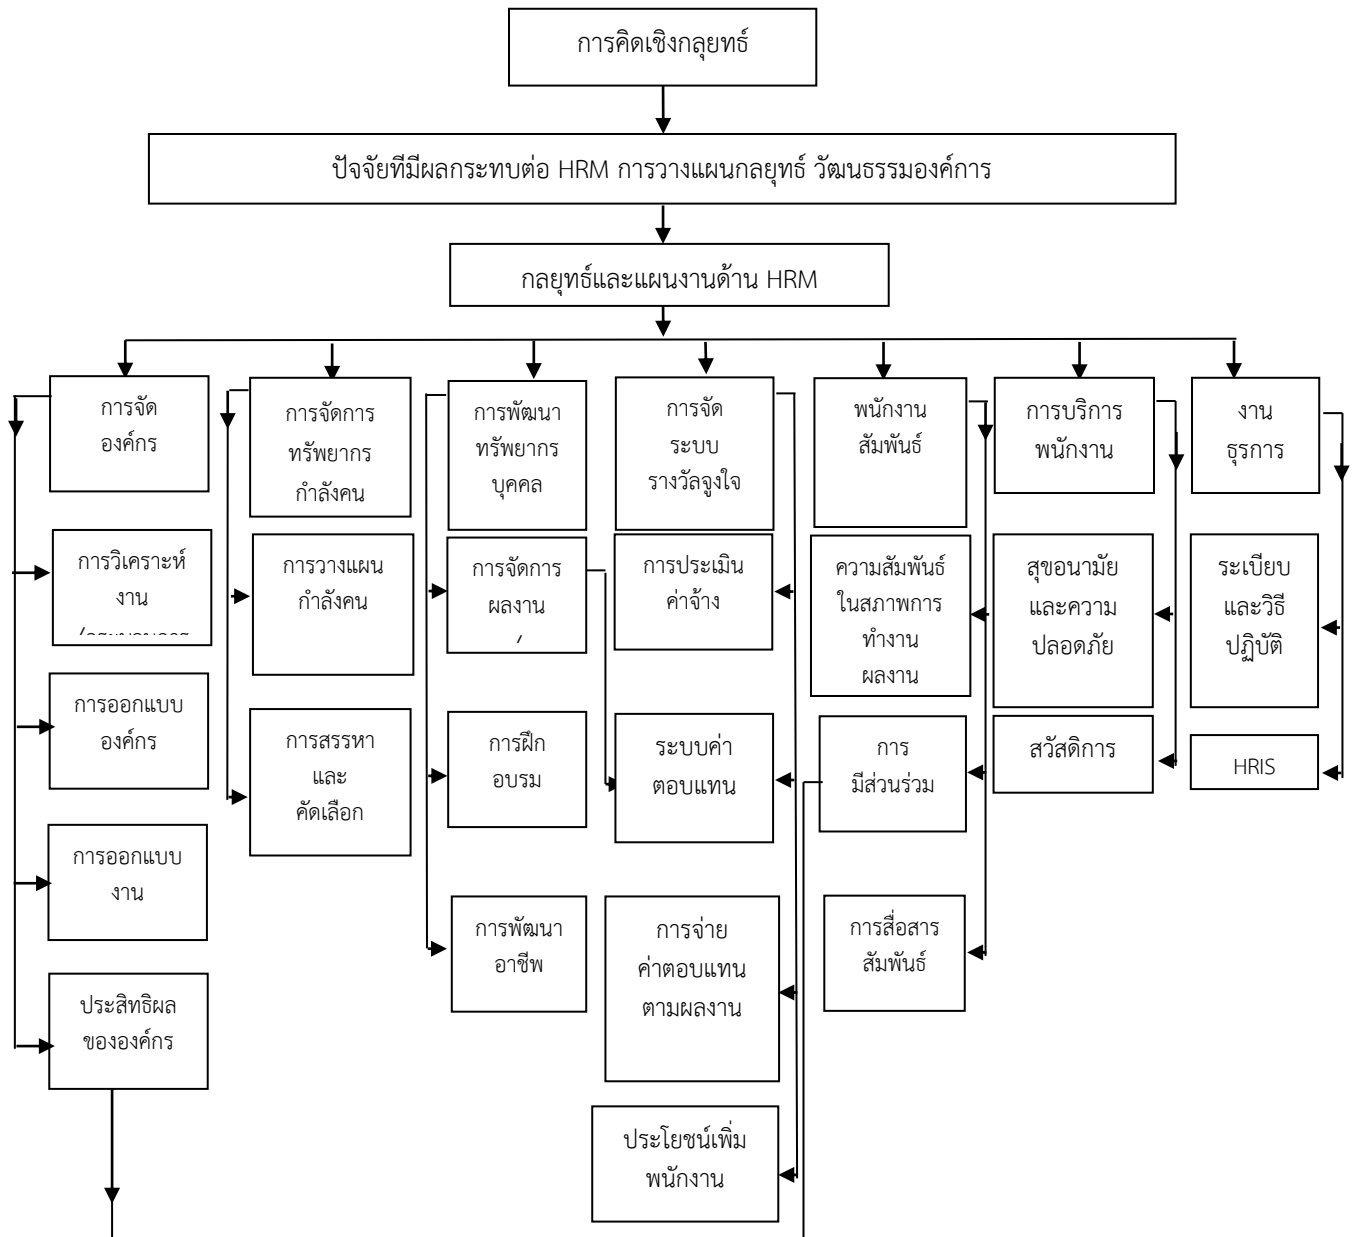 การคิดเชิงกลุยทธ์
ปัจจัยทีมีผลกระทบต่อ HRM การวางแผนกลยุทธ์ วัฒนธรรมองค์การ
กลยุทธ์และแผนงานด้าน HRM
การจัด
องค์กร
การจัดการ
ทรัพยากร
กำลังคน
การพัฒนา
ทรัพยากร
บุคคล
การจัด
ระบบ
รางวัลจูงใจ
พนักงาน
สัมพันธ์
การบริการ
พนักงาน
งาน
ธุรการ
การวิเคราะห์
งาน
การวางแผน
กำลังคน
การจัดการ
ผลงาน
/
การประเมิน
ค่าจ้าง
ความสัมพันธ์
ในสภาพการ
ทำงาน
ผลงาน
สุขอนามัย
และความ
ปลอดภัย
ระเบียบ
และวิธี
ปฏิบัติ
การออกแบบ
องค์กร
การสรรหา
และ
คัดเลือก
การฝึก
อบรม
ระบบค่า
ตอบแทน
การ
มีส่วนร่วม
สวัสดิการ
HRIS
การออกแบบ
งาน
การพัฒนา
อาชีพ
การจ่าย
ค่าตอบแทน
ตามผลงาน
การสื่อสาร
สัมพันธ์
ประสิทธิผล
ขององค์กร
ประโยชน์เพิ่ม
พนักงาน